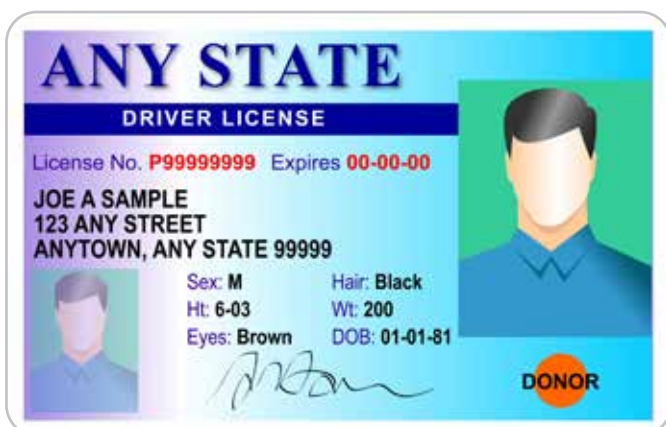 ANY STATE
DRIVER LICENSE
License No. P99999999 Expires 00-00-00
JOE A SAMPLE
123 ANY STREET
ANYTOWN, ANY STATE 99999
Sex: M Hair: Black
Ht: 6-03 Wt: 200
Eyes: Brown DOB: 01-01-81
DONOR